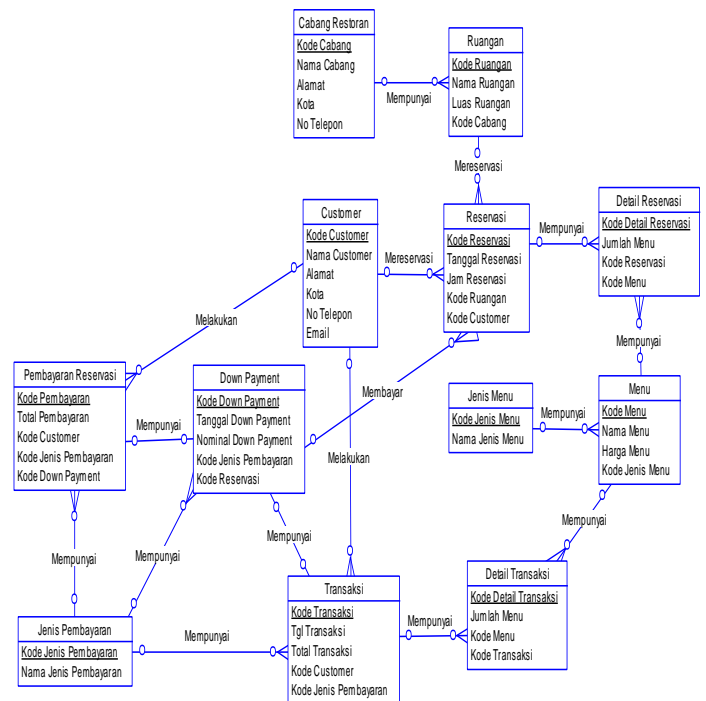 Cabang Restoran
Kode Cabang
Nama Cabang
Alamat
Kota
No Telepon
Mempunyai
Ruangan
Kode Ruangan
Nama Ruangan
Luas Ruangan
Kode Cabang
Mereservasi
Customer
Kode Customer
Nama Customer
Alamat
Kota
No Telepon
Email
Mereservasi
Reservasi
Kode Reservasi
Tanggal Reservasi
Jam Reservasi
Kode Ruangan
Kode Customer
Mempunyai
Detail Reservasi
Kode Detail Reservasi
Jumlah Menu
Kode Reservasi
Kode Menu
Melakukan
Mempunyai
Pembayaran Reservasi
Kode Pembayaran
Total Pembayaran
Kode Customer
Kode Jenis Pembayaran
Kode Down Payment
Mempunyai
Down Payment
Kode Down Payment
Tanggal Down Payment
Nominal Down Payment
Kode Jenis Pembayaran
Kode Reservasi
Membayar
Jenis Menu
Kode Jenis Menu
Nama Jenis Menu
Mempunyai
Menu
Kode Menu
Nama Menu
Harga Menu
Kode Jenis Menu
Melakukan
Mempunyai
Mempunyai
Mempunyai
Mempunyai
Jenis Pembayaran
Kode Jenis Pembayaran
Nama Jenis Pembayaran
Mempunyai
Transaksi
Kode Transaksi
Tgl Transaksi
Total Transaksi
Kode Customer
Kode Jenis Pembayaran
Mempunyai
Detail Transaksi
Kode Detail Transaksi
Jumlah Menu
Kode Menu
Kode Transaksi